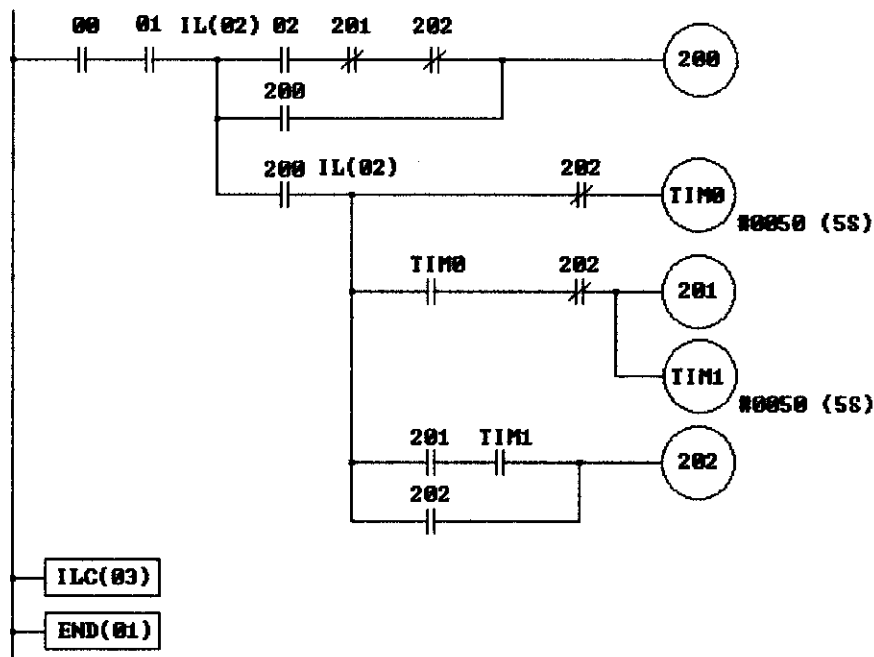 00 01 IL(02) 02 201 202
200
200
200 IL(02) 202
TIM0
#0050 (5S)
TIM0 202
201
TIM1
#0050 (5S)
201 TIM1
202
202
ILC(03)
END(01)